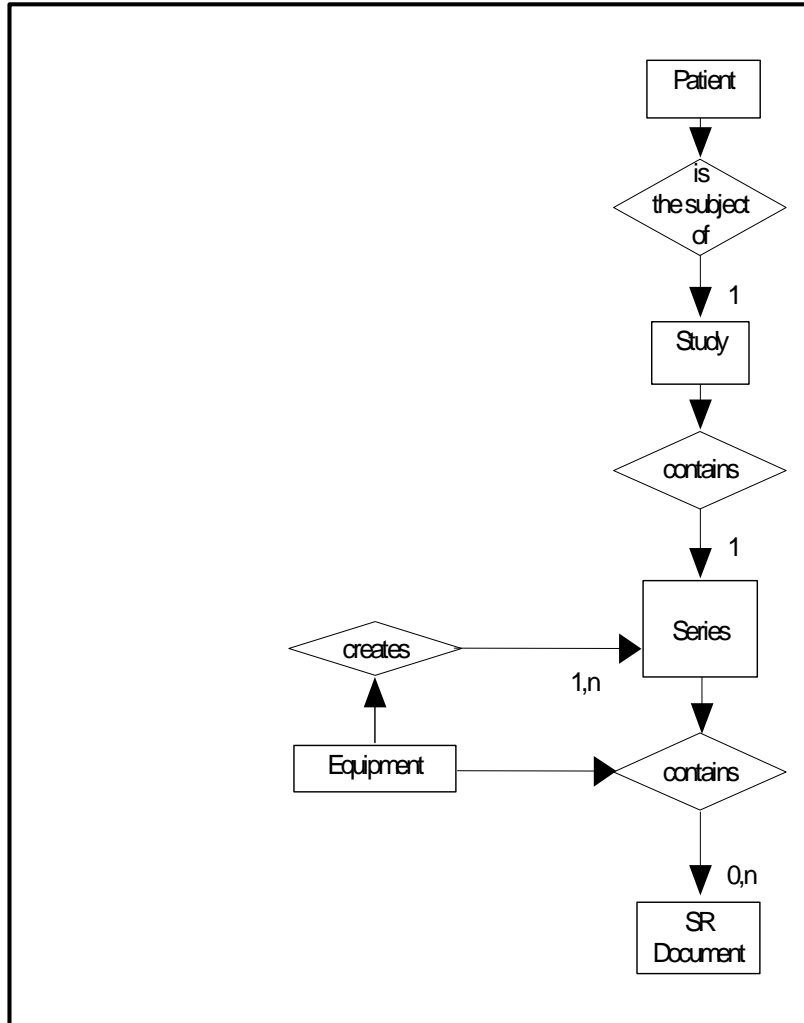 Patient
is
the subject
of
1
Study
contains
1
Series
creates
1,n
Equipment
contains
0,n
SR
Document